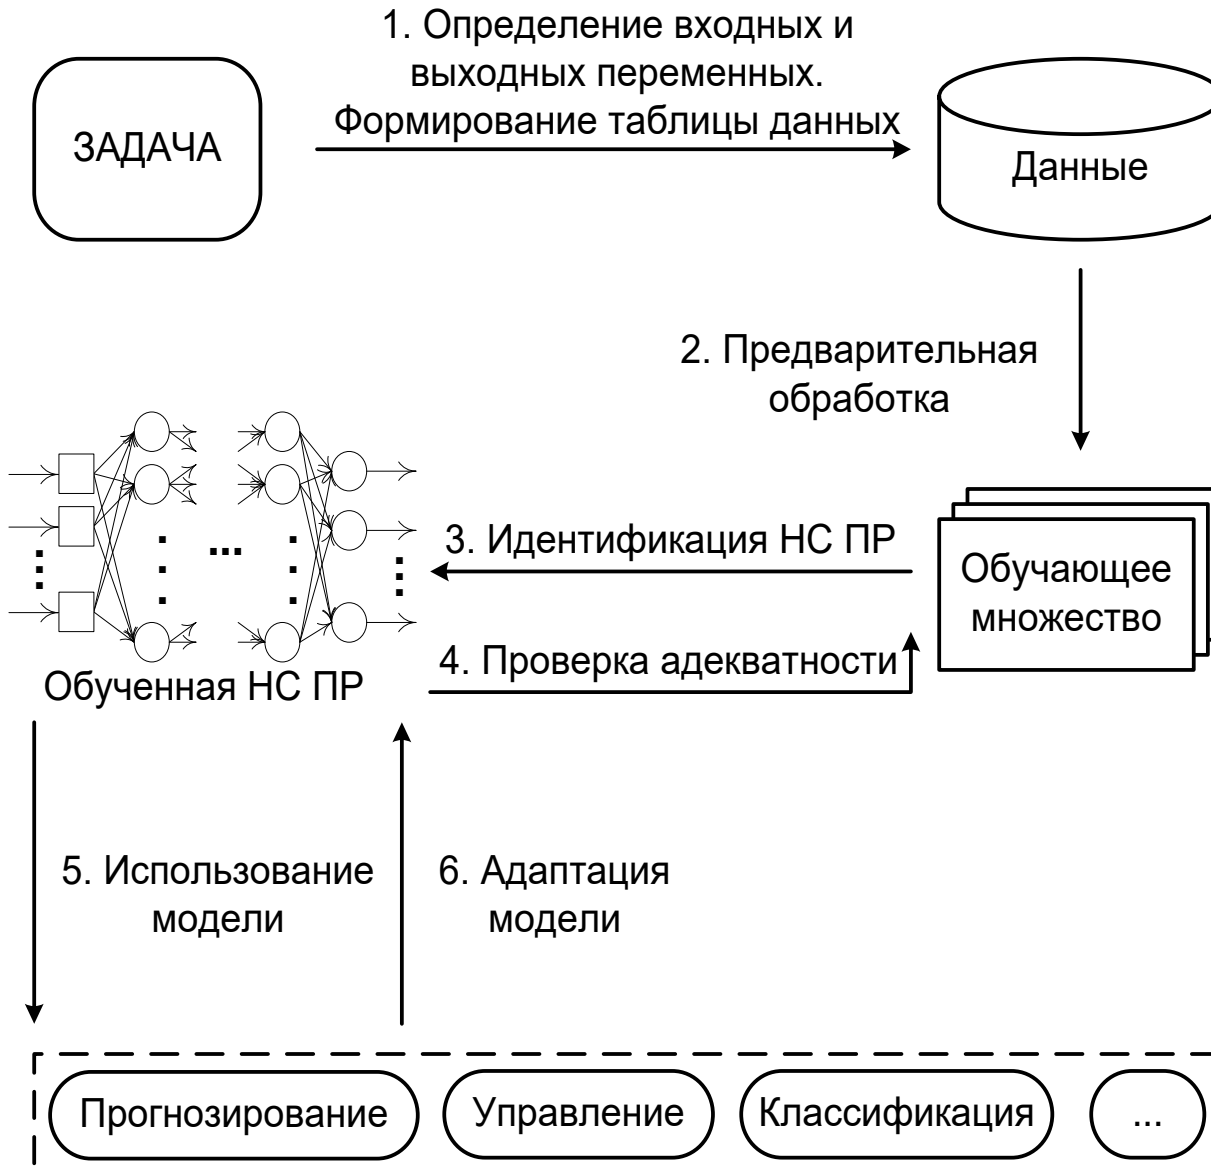 1. Определение входных и
выходных переменных.
Формирование таблицы данных
ЗАДАЧА
Данные
2. Предварительная
обработка
3. Идентификация НС ПР
Обучающее
множество
4. Проверка адекватности
Обученная НС ПР
5. Использование
модели
6. Адаптация
модели
Прогнозирование
Управление
Классификация
...